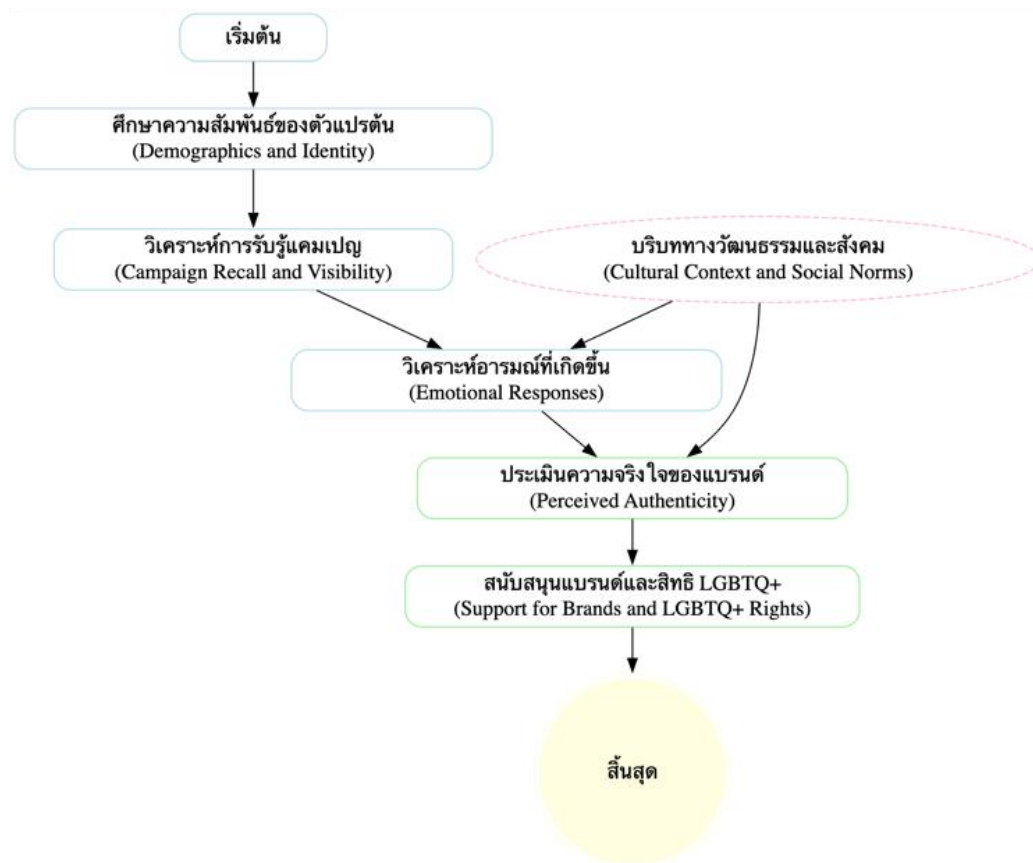 เริ่มต้น
ศึกษาความสัมพันธ์ของตัวแปรต้น
(Demographics and Identity)
วิเคราะห์การรับรู้แคมเปญ
(Campaign Recall and Visibility)
บริบททางวัฒนธรรมและสังคม
(Cultural Context and Social Norms)
วิเคราะห์อารมณ์ที่เกิดขึ้น
(Emotional Responses)
ประเมินความจริงใจของแบรนด์
(Perceived Authenticity)
สนับสนุนแบรนด์และสิทธิ LGBTQ+
(Support for Brands and LGBTQ+ Rights)
สิ้นสุด